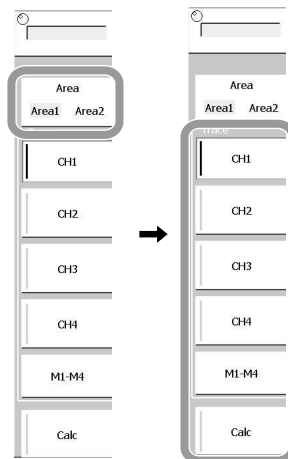 Area
Area1 Area2
CH1
CH2
CH3
CH4
M1-M4
Calc
Area
Area1 Area2
Trace
CH1
CH2
CH3
CH4
M1-M4
Calc